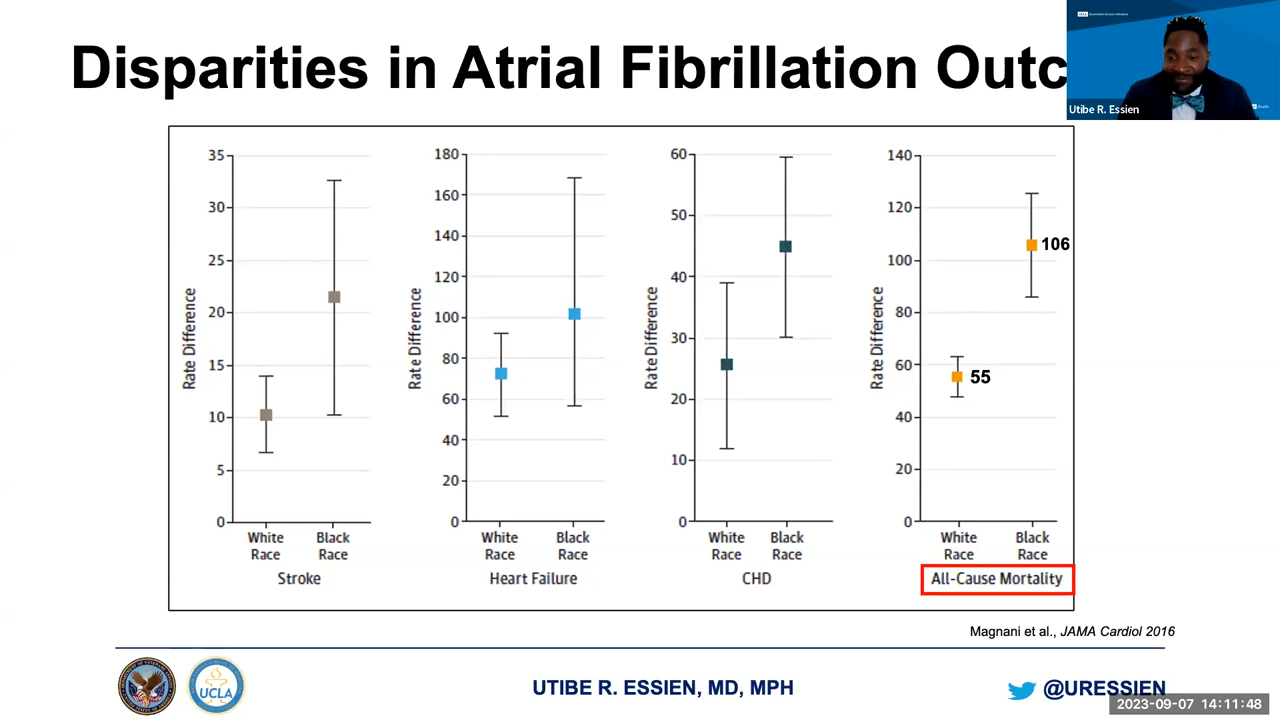 Disparities in Atrial Fibrillation Outc
Utibe R. Essien
35
30
25
20
15
10
5
0
Rate Difference
White Race
Black Race
Stroke
180
160
140
120
100
80
60
40
20
0
Rate Difference
White Race
Black Race
Heart Failure
60
50
40
30
20
10
0
Rate Difference
White Race
Black Race
CHD
140
120
100
80
60
40
20
0
Rate Difference
106
55
White Race
Black Race
All-Cause Mortality
Magnani et al., JAMA Cardiol 2016
UCLA
UTIBE R. ESSIEN, MD, MPH
@URESSIEN
2023-09-07 14:11:48